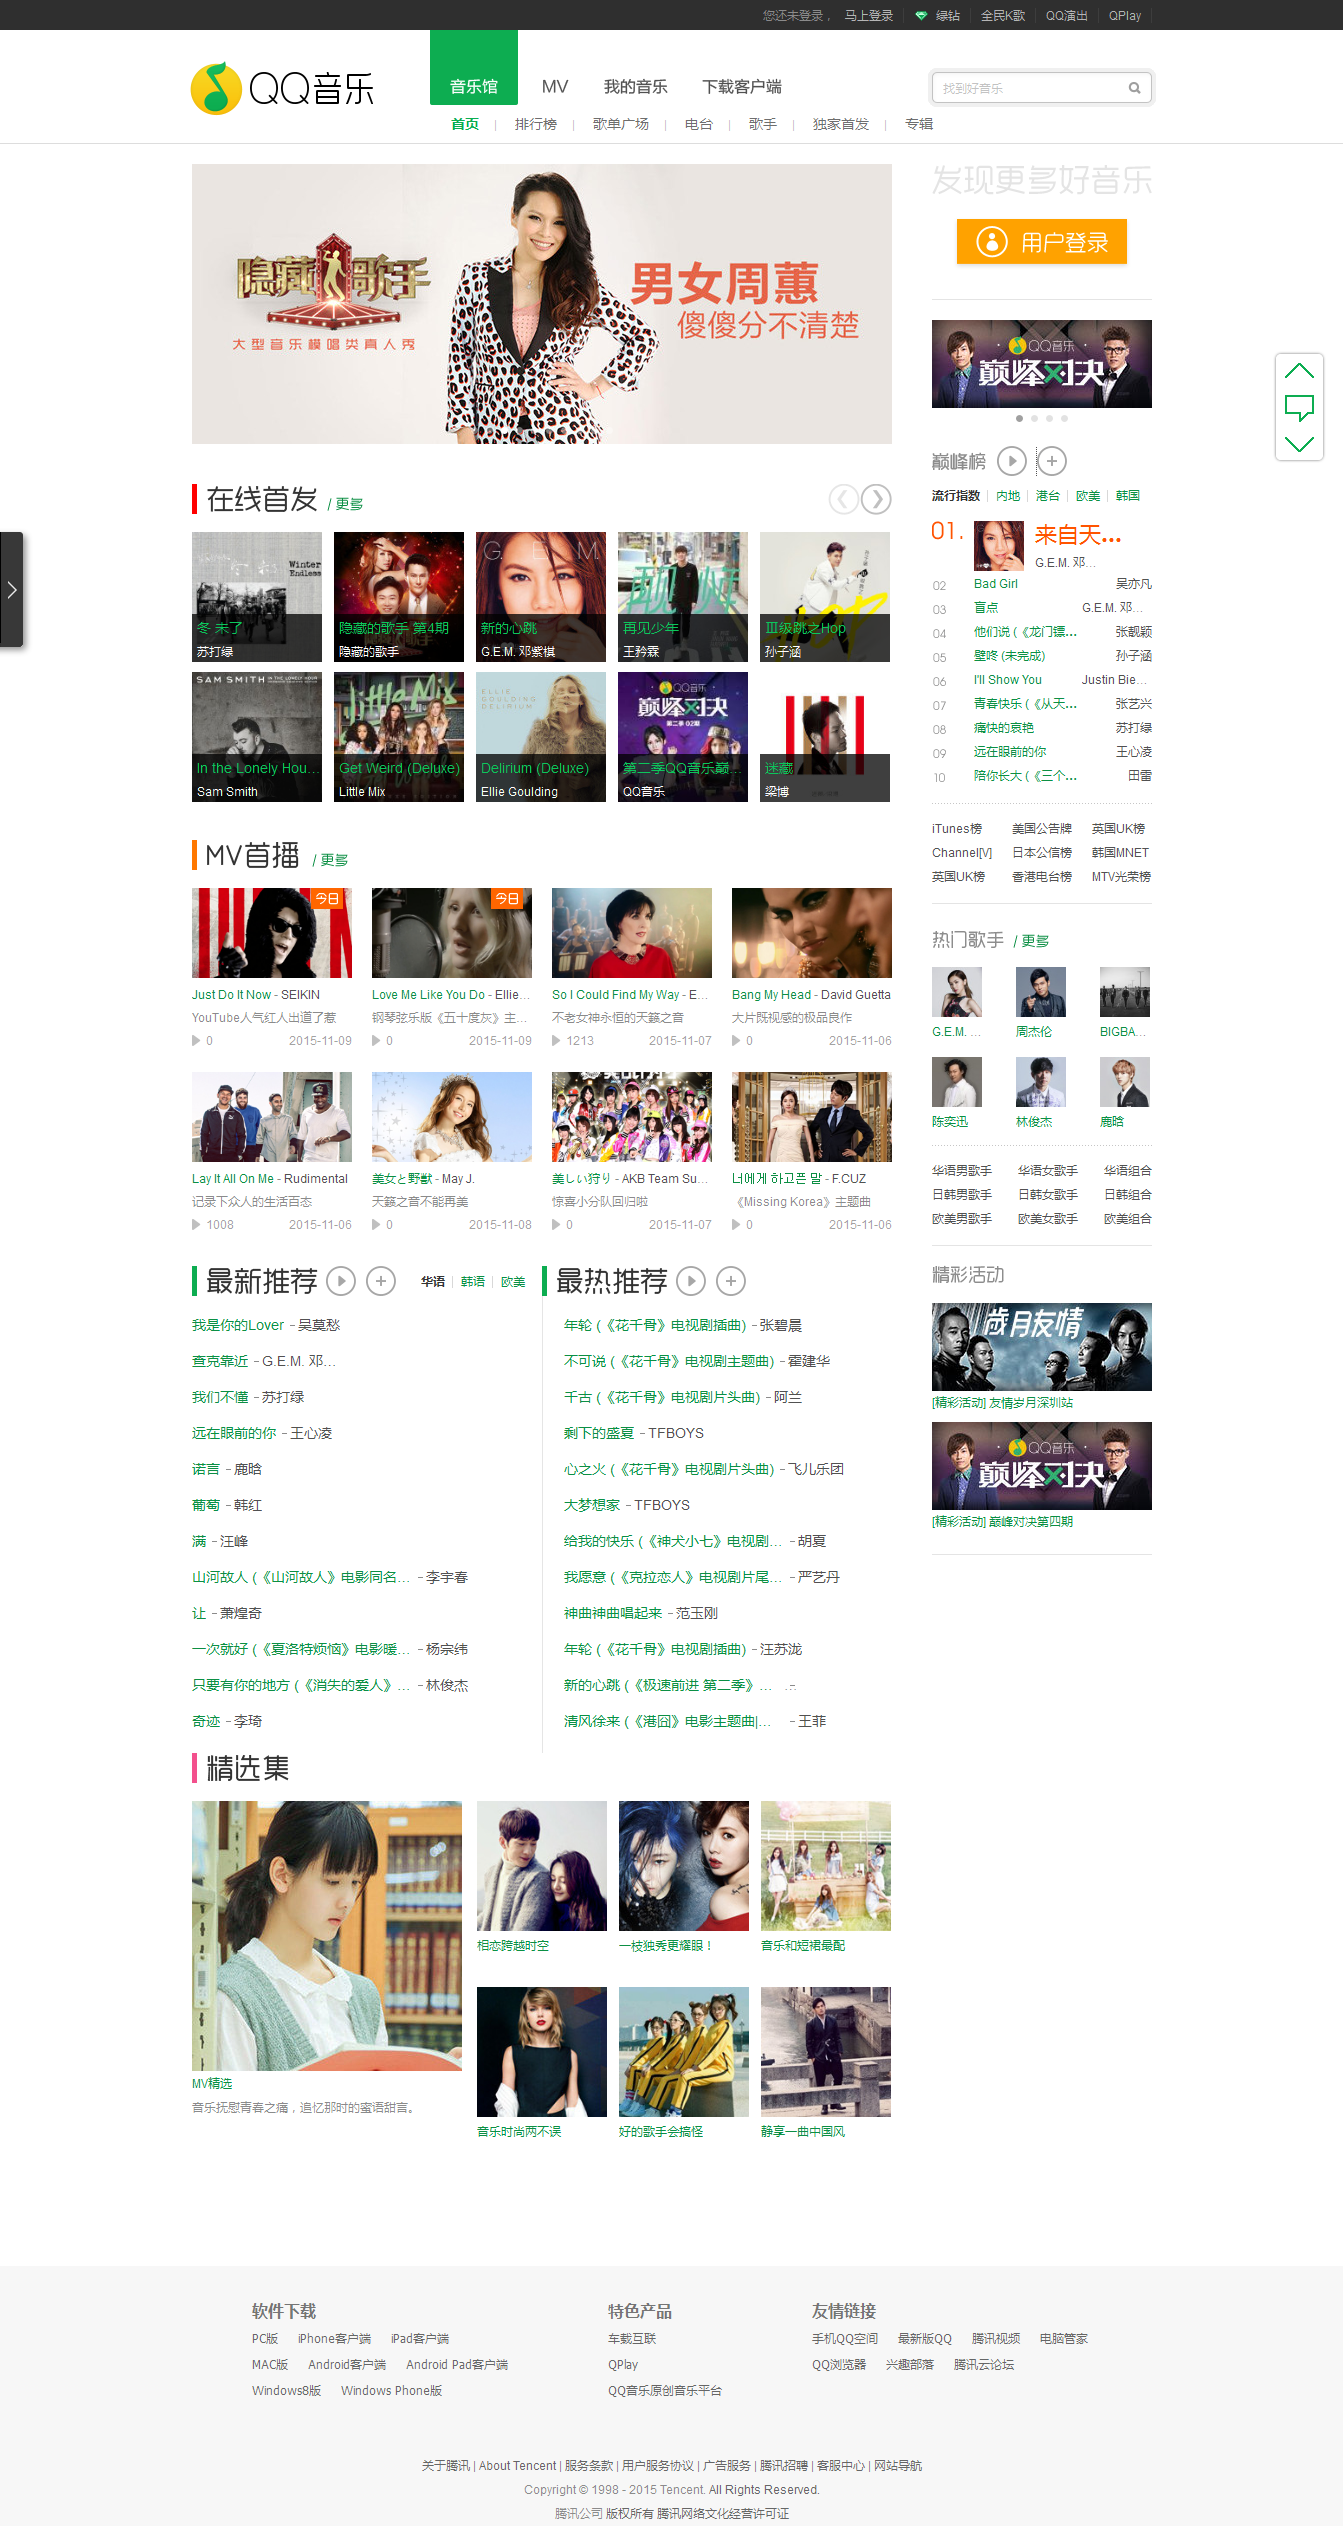 您还未登录， 马上登录 绿钻 全民K歌 QQ演出 QPlay
QQ音乐
音乐馆 MV 我的音乐 下载客户端
找到好音乐
首页 排行榜 歌单广场 电台 歌手 独家首发 专辑
隐藏歌手
大型音乐模唱类真人秀
男女周蕙
傻傻分不清楚
发现更多好音乐
用户登录
QQ音乐
巅峰对决
在线首发 / 更多
Winter Endless
冬 未了
苏打绿
隐藏的歌手 第4期
隐藏的歌手
G.E.M.
新的心跳
G.E.M. 邓紫棋
再见少年
王矜霖
Ⅲ级跳之Hop
孙子涵
SAM SMITH IN THE LONELY HOUR
In the Lonely Hou...
Sam Smith
Little Mix
Get Weird (Deluxe)
Little Mix
ELLIE GOULDING DELIRIUM
Delirium (Deluxe)
Ellie Goulding
QQ音乐
巅峰对决
第二季 02期
第二季QQ音乐巅...
QQ音乐
迷藏
梁博
巅峰榜
流行指数 内地 港台 欧美 韩国
01. 来自天...
G.E.M. 邓...
02 Bad Girl 吴亦凡
03 盲点 G.E.M. 邓...
04 他们说 (《龙门镖... 张靓颖
05 壁咚 (未完成) 孙子涵
06 I'll Show You Justin Bie...
07 青春快乐 (《从天... 张艺兴
08 痛快的哀艳 苏打绿
09 远在眼前的你 王心凌
10 陪你长大 (《三个... 田雷
iTunes榜 美国公告牌 英国UK榜
Channel[V] 日本公信榜 韩国MNET
英国UK榜 香港电台榜 MTV光荣榜
MV首播 / 更多
今日
今日
Just Do It Now - SEIKIN
YouTube人气红人出道了惹
0 2015-11-09
Love Me Like You Do - Ellie...
钢琴弦乐版《五十度灰》主...
0 2015-11-09
So I Could Find My Way - E...
不老女神永恒的天籁之音
1213 2015-11-07
Bang My Head - David Guetta
大片既视感的极品良作
0 2015-11-06
Lay It All On Me - Rudimental
记录下众人的生活百态
1008 2015-11-06
美女と野獣 - May J.
天籁之音不能再美
0 2015-11-08
美しい狩り - AKB Team Su...
惊喜小分队回归啦
0 2015-11-07
너에게 하고픈 말 - F.CUZ
《Missing Korea》主题曲
0 2015-11-06
热门歌手 / 更多
G.E.M. ... 周杰伦 BIGBA...
陈奕迅 林俊杰 鹿晗
华语男歌手 华语女歌手 华语组合
日韩男歌手 日韩女歌手 日韩组合
欧美男歌手 欧美女歌手 欧美组合
精彩活动
岁月友情
[精彩活动] 友情岁月深圳站
QQ音乐
巅峰对决
[精彩活动] 巅峰对决第四期
最新推荐 华语 韩语 欧美
我是你的Lover - 吴莫愁
查克靠近 - G.E.M. 邓...
我们不懂 - 苏打绿
远在眼前的你 - 王心凌
诺言 - 鹿晗
葡萄 - 韩红
满 - 汪峰
山河故人 (《山河故人》电影同名... - 李宇春
让 - 萧煌奇
一次就好 (《夏洛特烦恼》电影暖... - 杨宗纬
只要有你的地方 (《消失的爱人》... - 林俊杰
奇迹 - 李琦
最热推荐
年轮 (《花千骨》电视剧插曲) - 张碧晨
不可说 (《花千骨》电视剧主题曲) - 霍建华
千古 (《花千骨》电视剧片头曲) - 阿兰
剩下的盛夏 - TFBOYS
心之火 (《花千骨》电视剧片头曲) - 飞儿乐团
大梦想家 - TFBOYS
给我的快乐 (《神犬小七》电视剧... - 胡夏
我愿意 (《克拉恋人》电视剧片尾... - 严艺丹
神曲神曲唱起来 - 范玉刚
年轮 (《花千骨》电视剧插曲) - 汪苏泷
新的心跳 (《极速前进 第二季》... - ...
清风徐来 (《港囧》电影主题曲|... - 王菲
精选集
MV精选
音乐抚慰青春之痛，追忆那时的蜜语甜言。
相恋跨越时空
一枝独秀更耀眼！
音乐和短裙最配
音乐时尚两不误
好的歌手会搞怪
静享一曲中国风
软件下载
PC版 iPhone客户端 iPad客户端
MAC版 Android客户端 Android Pad客户端
Windows8版 Windows Phone版
特色产品
车载互联
QPlay
QQ音乐原创音乐平台
友情链接
手机QQ空间 最新版QQ 腾讯视频 电脑管家
QQ浏览器 兴趣部落 腾讯云论坛
关于腾讯 | About Tencent | 服务条款 | 用户服务协议 | 广告服务 | 腾讯招聘 | 客服中心 | 网站导航
Copyright © 1998 - 2015 Tencent. All Rights Reserved.
腾讯公司 版权所有 腾讯网络文化经营许可证